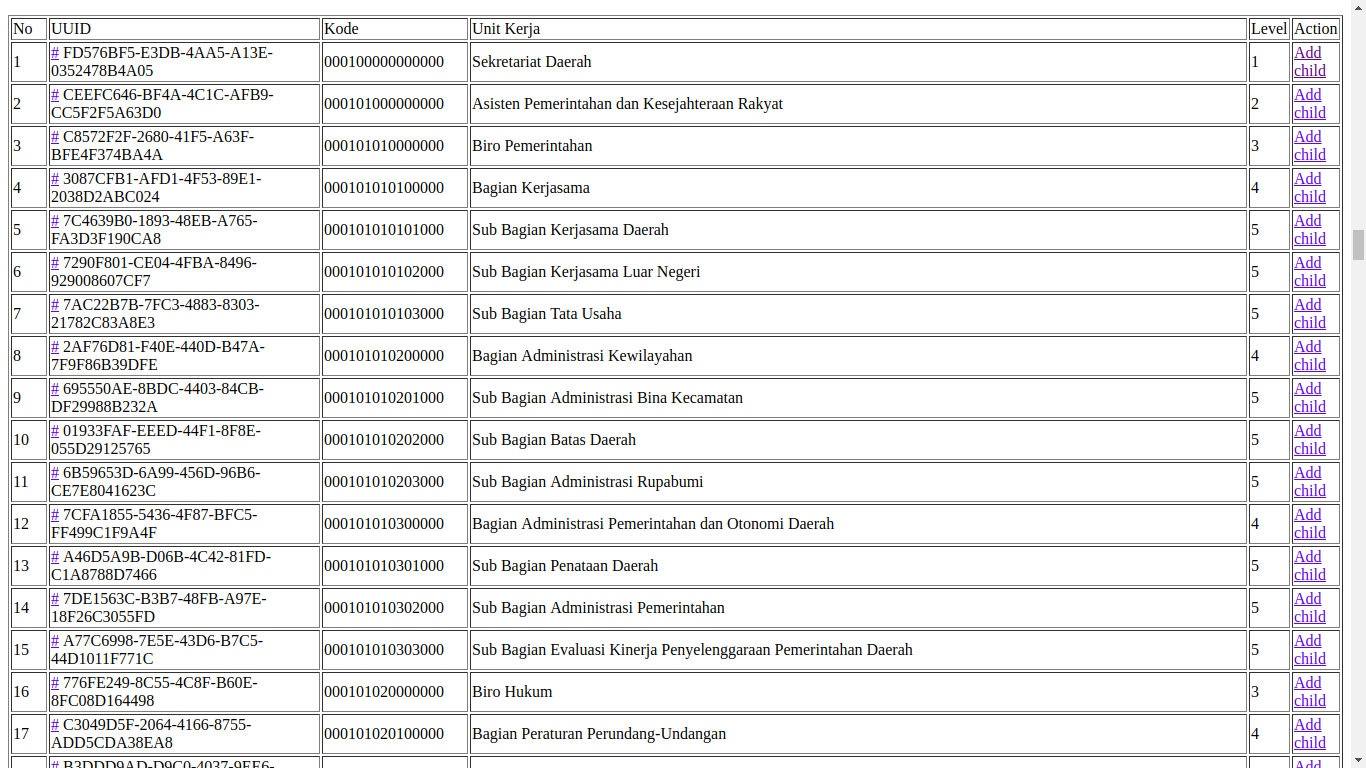 No UUID Kode Unit Kerja Level Action
1 # FD576BF5-E3DB-4AA5-A13E- 000100000000000 Sekretariat Daerah 1 Add
0352478B4A05 child
2 # CEEFC646-BF4A-4C1C-AFB9- 000101000000000 Asisten Pemerintahan dan Kesejahteraan Rakyat 2 Add
CC5F2F5A63D0 child
3 # C8572F2F-2680-41F5-A63F- 000101010000000 Biro Pemerintahan 3 Add
BFE4F374BA4A child
4 # 3087CFB1-AFD1-4F53-89E1- 000101010100000 Bagian Kerjasama 4 Add
2038D2ABC024 child
5 # 7C4639B0-1893-48EB-A765- 000101010101000 Sub Bagian Kerjasama Daerah 5 Add
FA3D3F190CA8 child
6 # 7290F801-CE04-4FBA-8496- 000101010102000 Sub Bagian Kerjasama Luar Negeri 5 Add
929008607CF7 child
7 # 7AC22B7B-7FC3-4883-8303- 000101010103000 Sub Bagian Tata Usaha 5 Add
21782C83A8E3 child
8 # 2AF76D81-F40E-440D-B47A- 000101010200000 Bagian Administrasi Kewilayahan 4 Add
7F9F86B39DFE child
9 # 695550AE-8BDC-4403-84CB- 000101010201000 Sub Bagian Administrasi Bina Kecamatan 5 Add
DF29988B232A child
10 # 01933FAF-EEED-44F1-8F8E- 000101010202000 Sub Bagian Batas Daerah 5 Add
055D29125765 child
11 # 6B59653D-6A99-456D-96B6- 000101010203000 Sub Bagian Administrasi Rupabumi 5 Add
CE7E8041623C child
12 # 7CFA1855-5436-4F87-BFC5- 000101010300000 Bagian Administrasi Pemerintahan dan Otonomi Daerah 4 Add
FF499C1F9A4F child
13 # A46D5A9B-D06B-4C42-81FD- 000101010301000 Sub Bagian Penataan Daerah 5 Add
C1A8788D7466 child
14 # 7DE1563C-B3B7-48FB-A97E- 000101010302000 Sub Bagian Administrasi Pemerintahan 5 Add
18F26C3055FD child
15 # A77C6998-7E5E-43D6-B7C5- 000101010303000 Sub Bagian Evaluasi Kinerja Penyelenggaraan Pemerintahan Daerah 5 Add
44D1011F771C child
16 # 776FE249-8C55-4C8F-B60E- 000101020000000 Biro Hukum 3 Add
8FC08D164498 child
17 # C3049D5F-2064-4166-8755- 000101020100000 Bagian Peraturan Perundang-Undangan 4 Add
ADD5CDA38EA8 child
# Add